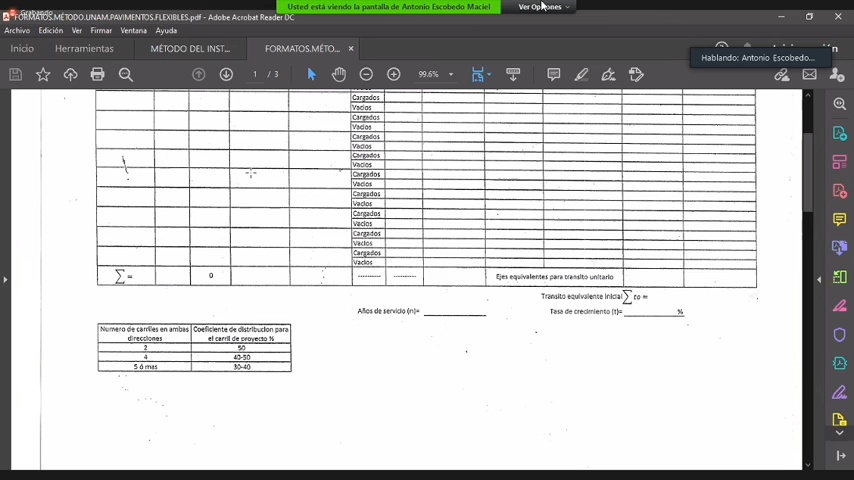 Usted está viendo la pantalla de Antonio Escobedo Maciel
Ver Opciones
Grabando
FORMATOS.MÉTODO.UNAM.PAVIMENTOS.FLEXIBLES.pdf - Adobe Acrobat Reader DC
Archivo Edición Ver Firmar Ventana Ayuda
Inicio Herramientas MÉTODO DEL INST... FORMATOS.MÉTO... ×
Hablando: Antonio Escobedo...
1 / 3 99.6%
Cargados
Vacios
Cargados
Vacios
Cargados
Vacios
Cargados
Vacios
Cargados
Vacios
Cargados
Vacios
Cargados
Vacios
Cargados
Vacios
Cargados
Vacios
∑ = 0 --------- --------- Ejes equivalentes para transito unitario
Transito equivalente inicial ∑ to =
Años de servicio (n)= ____________ Tasa de crecimiento (t)= ____________ %
Numero de carriles en ambas direcciones Coeficiente de distribucion para el carril de proyecto %
2 50
4 40-50
5 ó mas 30-40